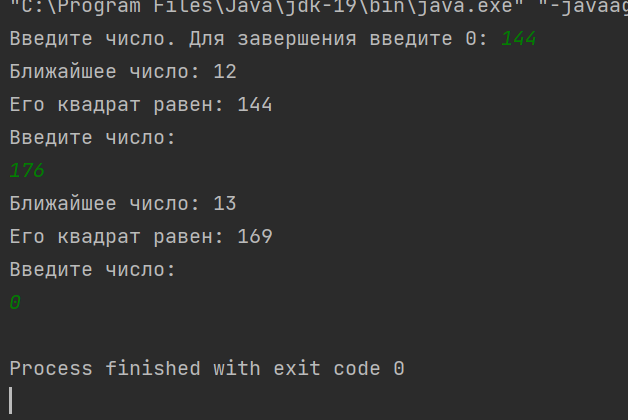 "C:\Program Files\Java\jdk-19\bin\java.exe" "-javaag
Введите число. Для завершения введите 0: 144
Ближайшее число: 12
Его квадрат равен: 144
Введите число:
176
Ближайшее число: 13
Его квадрат равен: 169
Введите число:
0
Process finished with exit code 0